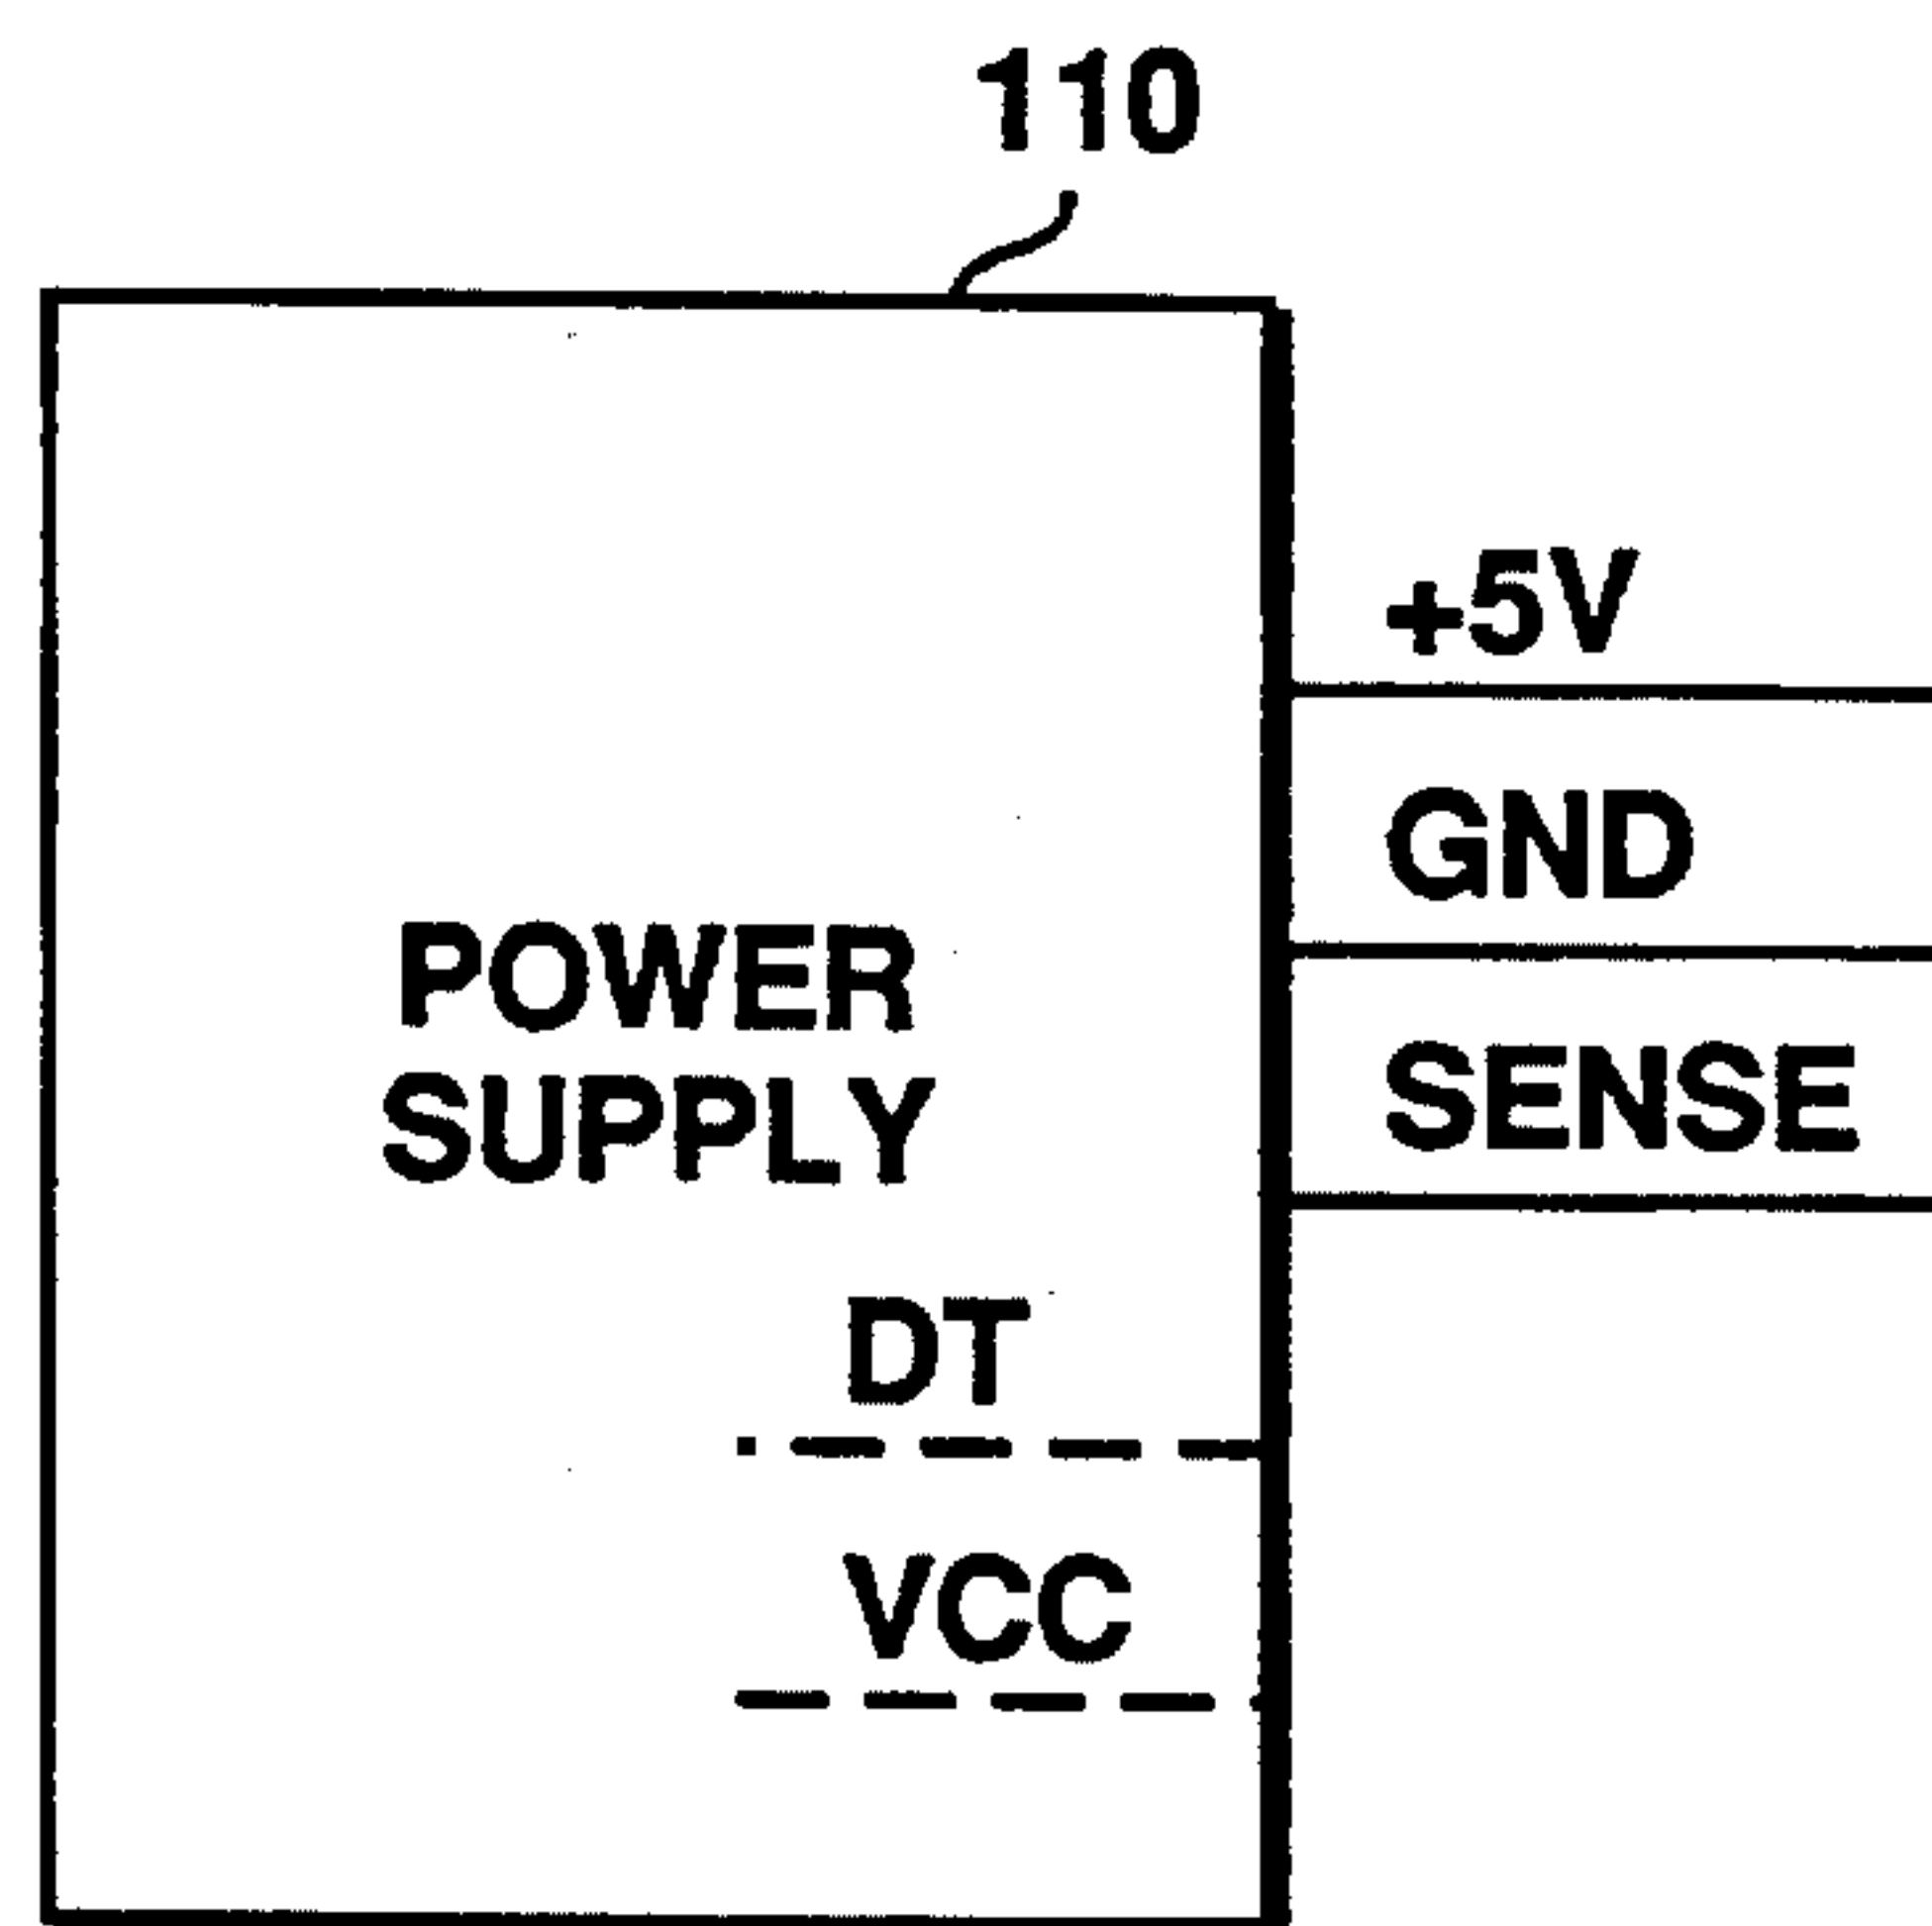 110
+5V
GND
POWER
SUPPLY
SENSE
DT
VCC